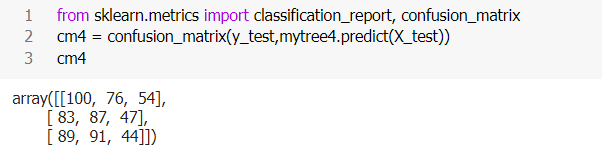 1 from sklearn.metrics import classification_report, confusion_matrix
2 cm4 = confusion_matrix(y_test,mytree4.predict(X_test))
3 cm4
array([[100, 76, 54],
[ 83, 87, 47],
[ 89, 91, 44]])